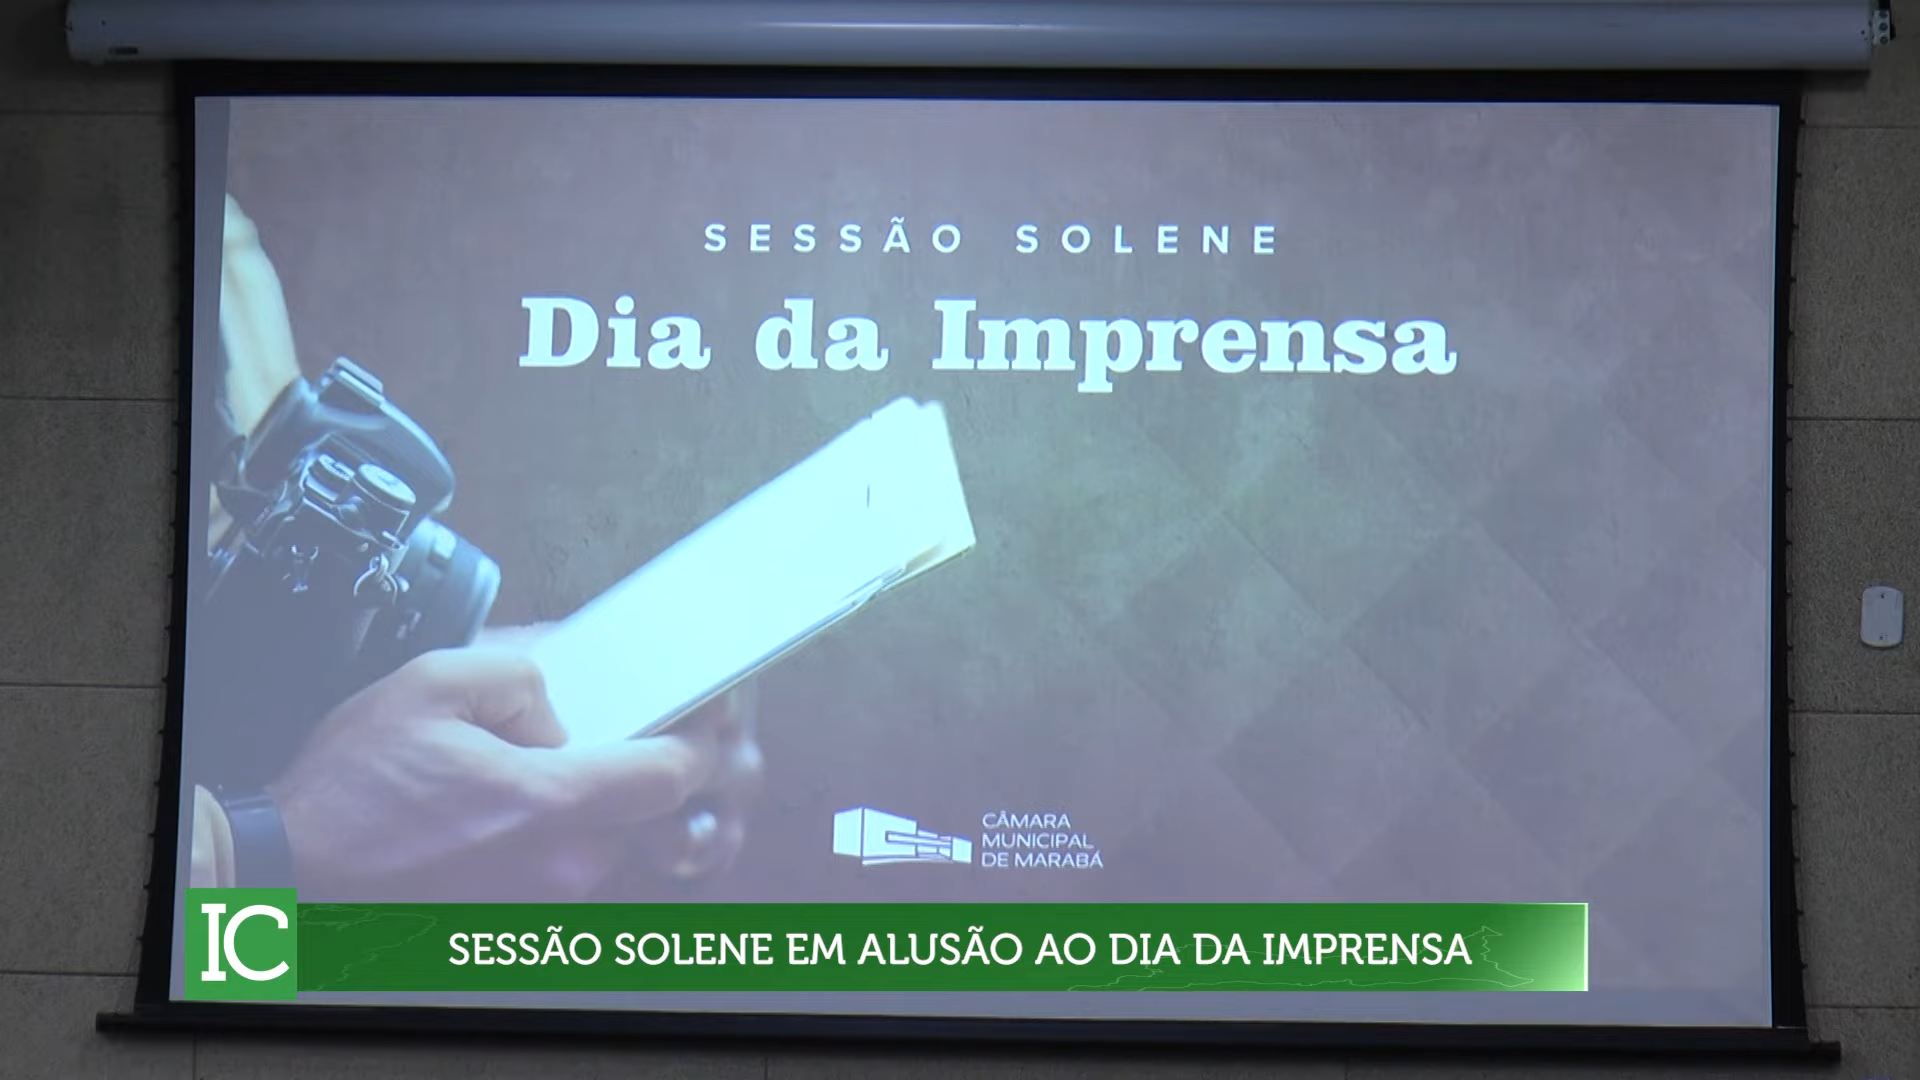 SESSÃO SOLENE
Dia da Imprensa
CÂMARA
MUNICIPAL
DE MARABÁ
IC
SESSÃO SOLENE EM ALUSÃO AO DIA DA IMPRENSA